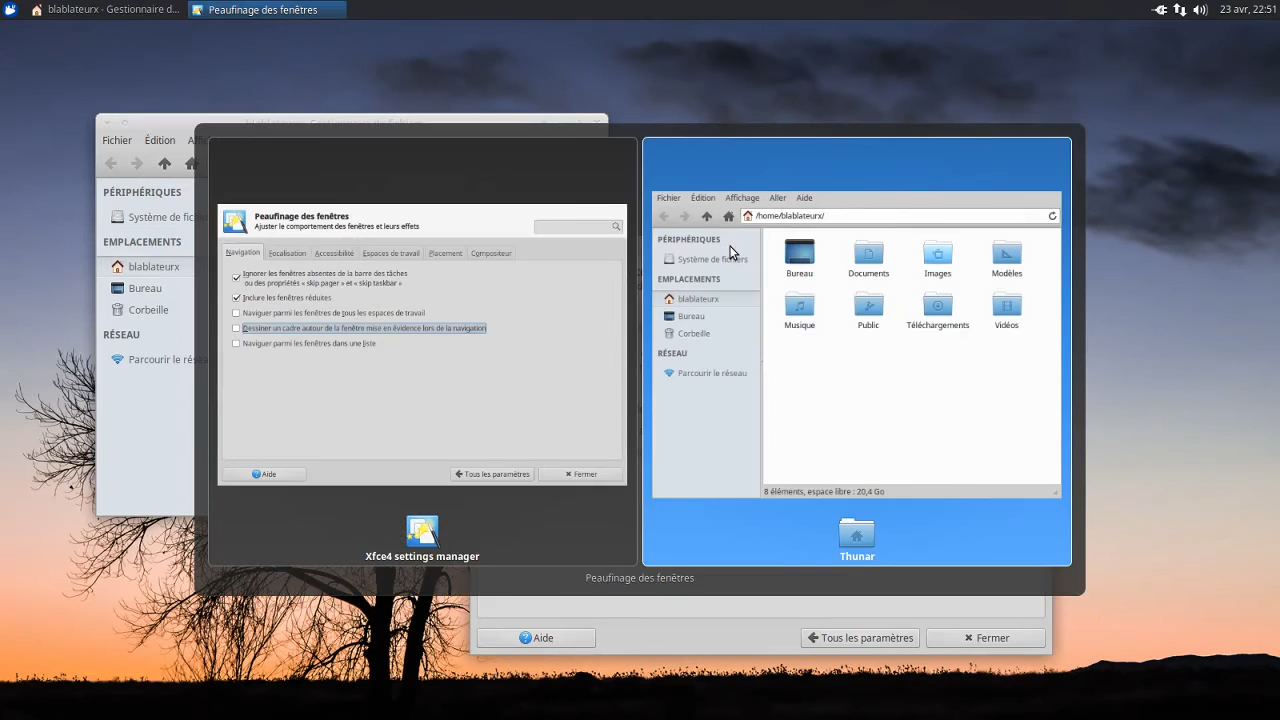 blablateurx - Gestionnaire d...
Peaufinage des fenêtres
23 avr, 22:51
Fichier
Édition
PÉRIPHÉRIQUES
Système de
EMPLACEMENTS
blablateurx
Bureau
Corbeille
RÉSEAU
Parcourir le
Peaufinage des fenêtres
Ajuster le comportement des fenêtres et leurs effets
Navigation
Focalisation
Accessibilité
Espaces de travail
Placement
Compositeur
Ignorer les fenêtres absentes de la barre des tâches
ou des propriétés « skip pager » et « skip taskbar »
Inclure les fenêtres réduites
Naviguer parmi les fenêtres de tous les espaces de travail
Dessiner un cadre autour de la fenêtre mise en évidence lors de la navigation
Naviguer parmi les fenêtres dans une liste
Aide
Tous les paramètres
Fermer
Xfce4 settings manager
Fichier
Édition
Affichage
Aller
Aide
/home/blablateurx/
PÉRIPHÉRIQUES
Système de fichiers
EMPLACEMENTS
blablateurx
Bureau
Corbeille
RÉSEAU
Parcourir le réseau
Bureau
Documents
Images
Modèles
Musique
Public
Téléchargements
Vidéos
8 éléments, espace libre : 20,4 Go
Thunar
Peaufinage des fenêtres
Aide
Tous les paramètres
Fermer